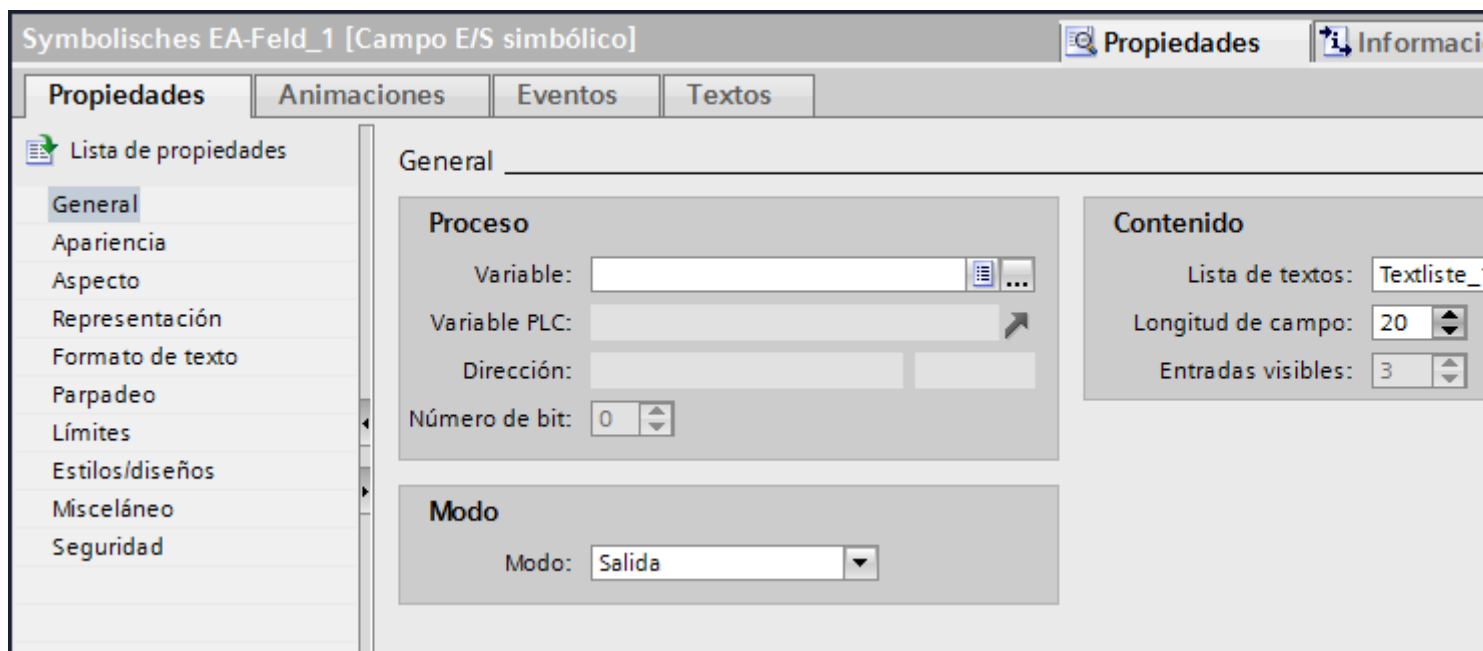 Symbolisches EA-Feld_1 [Campo E/S simbólico]
Propiedades
Informaci
Propiedades
Animaciones
Eventos
Textos
Lista de propiedades
General
Apariencia
Aspecto
Representación
Formato de texto
Parpadeo
Límites
Estilos/diseños
Misceláneo
Seguridad
General
Proceso
Variable:
...
Variable PLC:
Dirección:
Número de bit: 0
Modo
Modo: Salida
Contenido
Lista de textos: Textliste_1
Longitud de campo: 20
Entradas visibles: 3